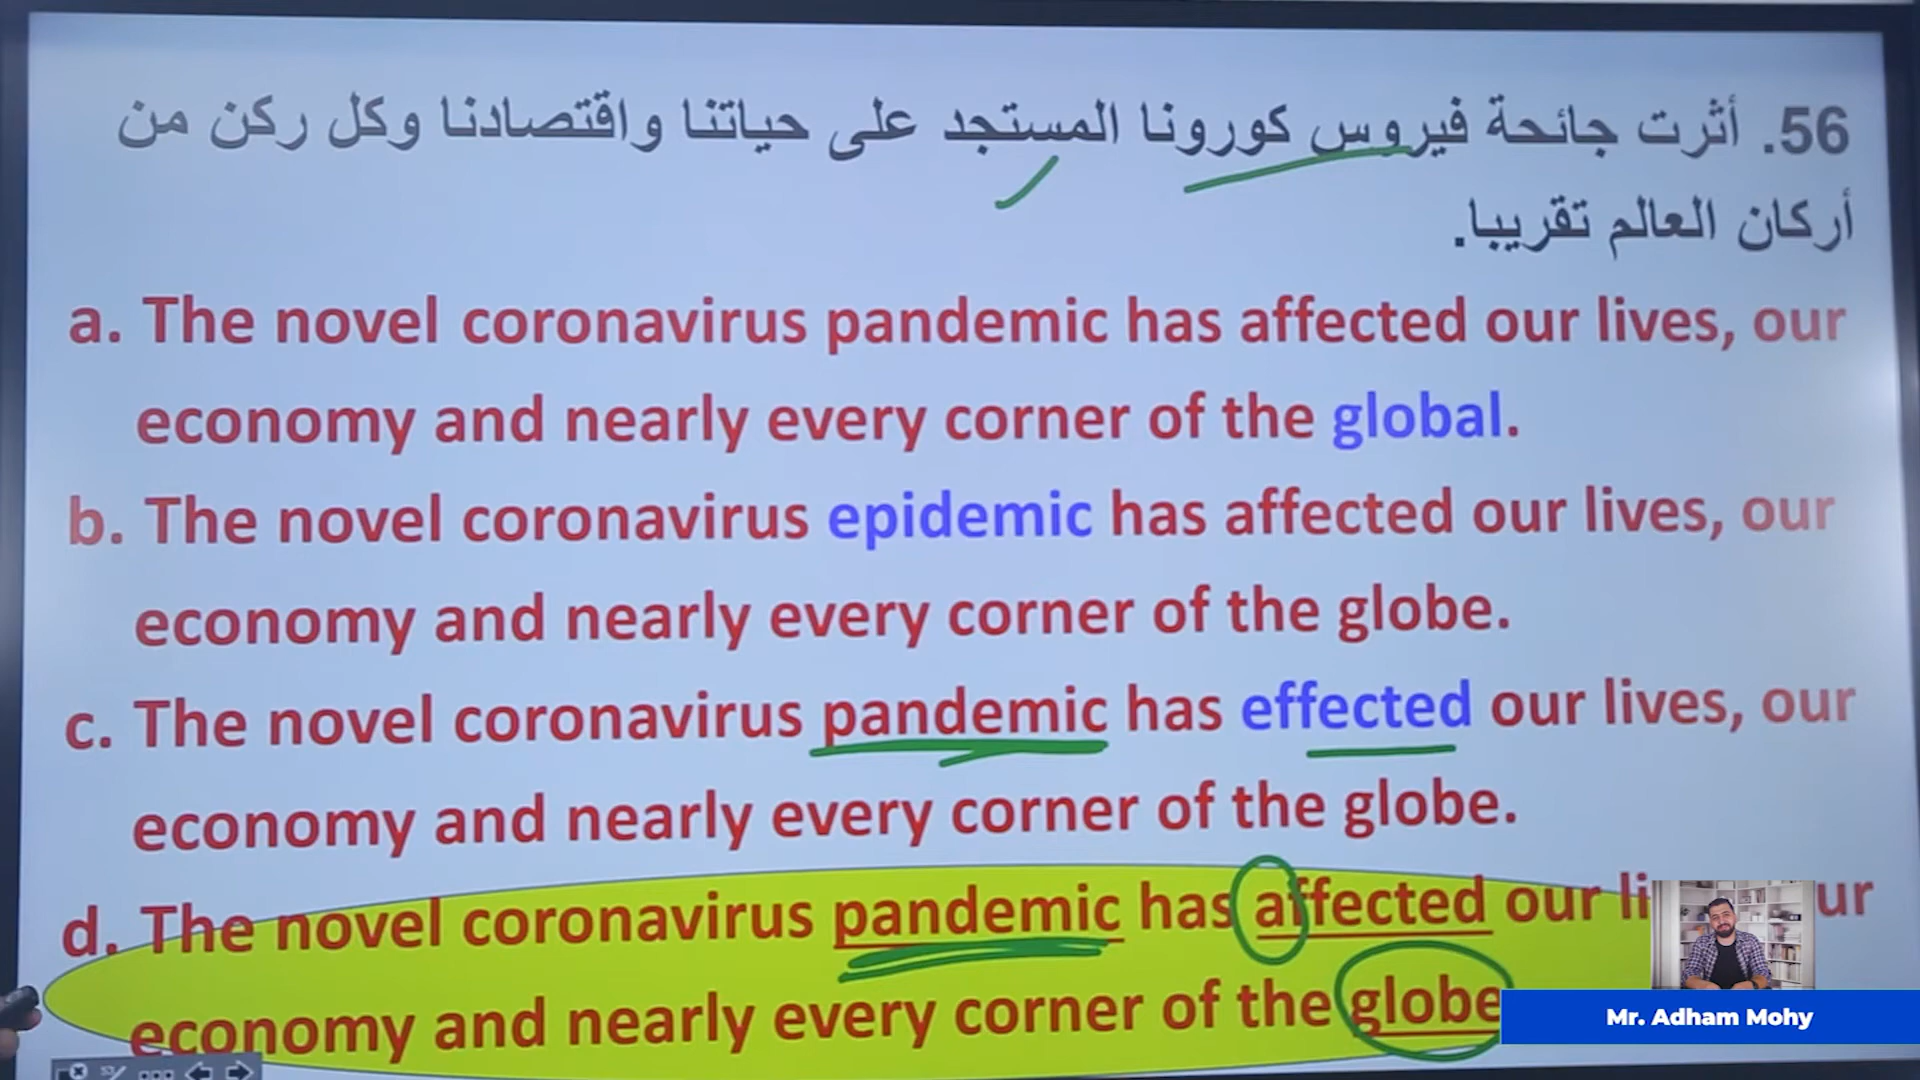 56. أثرت جائحة فيروس كورونا المستجد على حياتنا واقتصادنا وكل ركن من
أركان العالم تقريبا.
a. The novel coronavirus pandemic has affected our lives, our
economy and nearly every corner of the global.
b. The novel coronavirus epidemic has affected our lives, our
economy and nearly every corner of the globe.
c. The novel coronavirus pandemic has effected our lives, our
economy and nearly every corner of the globe.
d. The novel coronavirus pandemic has affected our
economy and nearly every corner of the globe
Mr. Adham Mohy